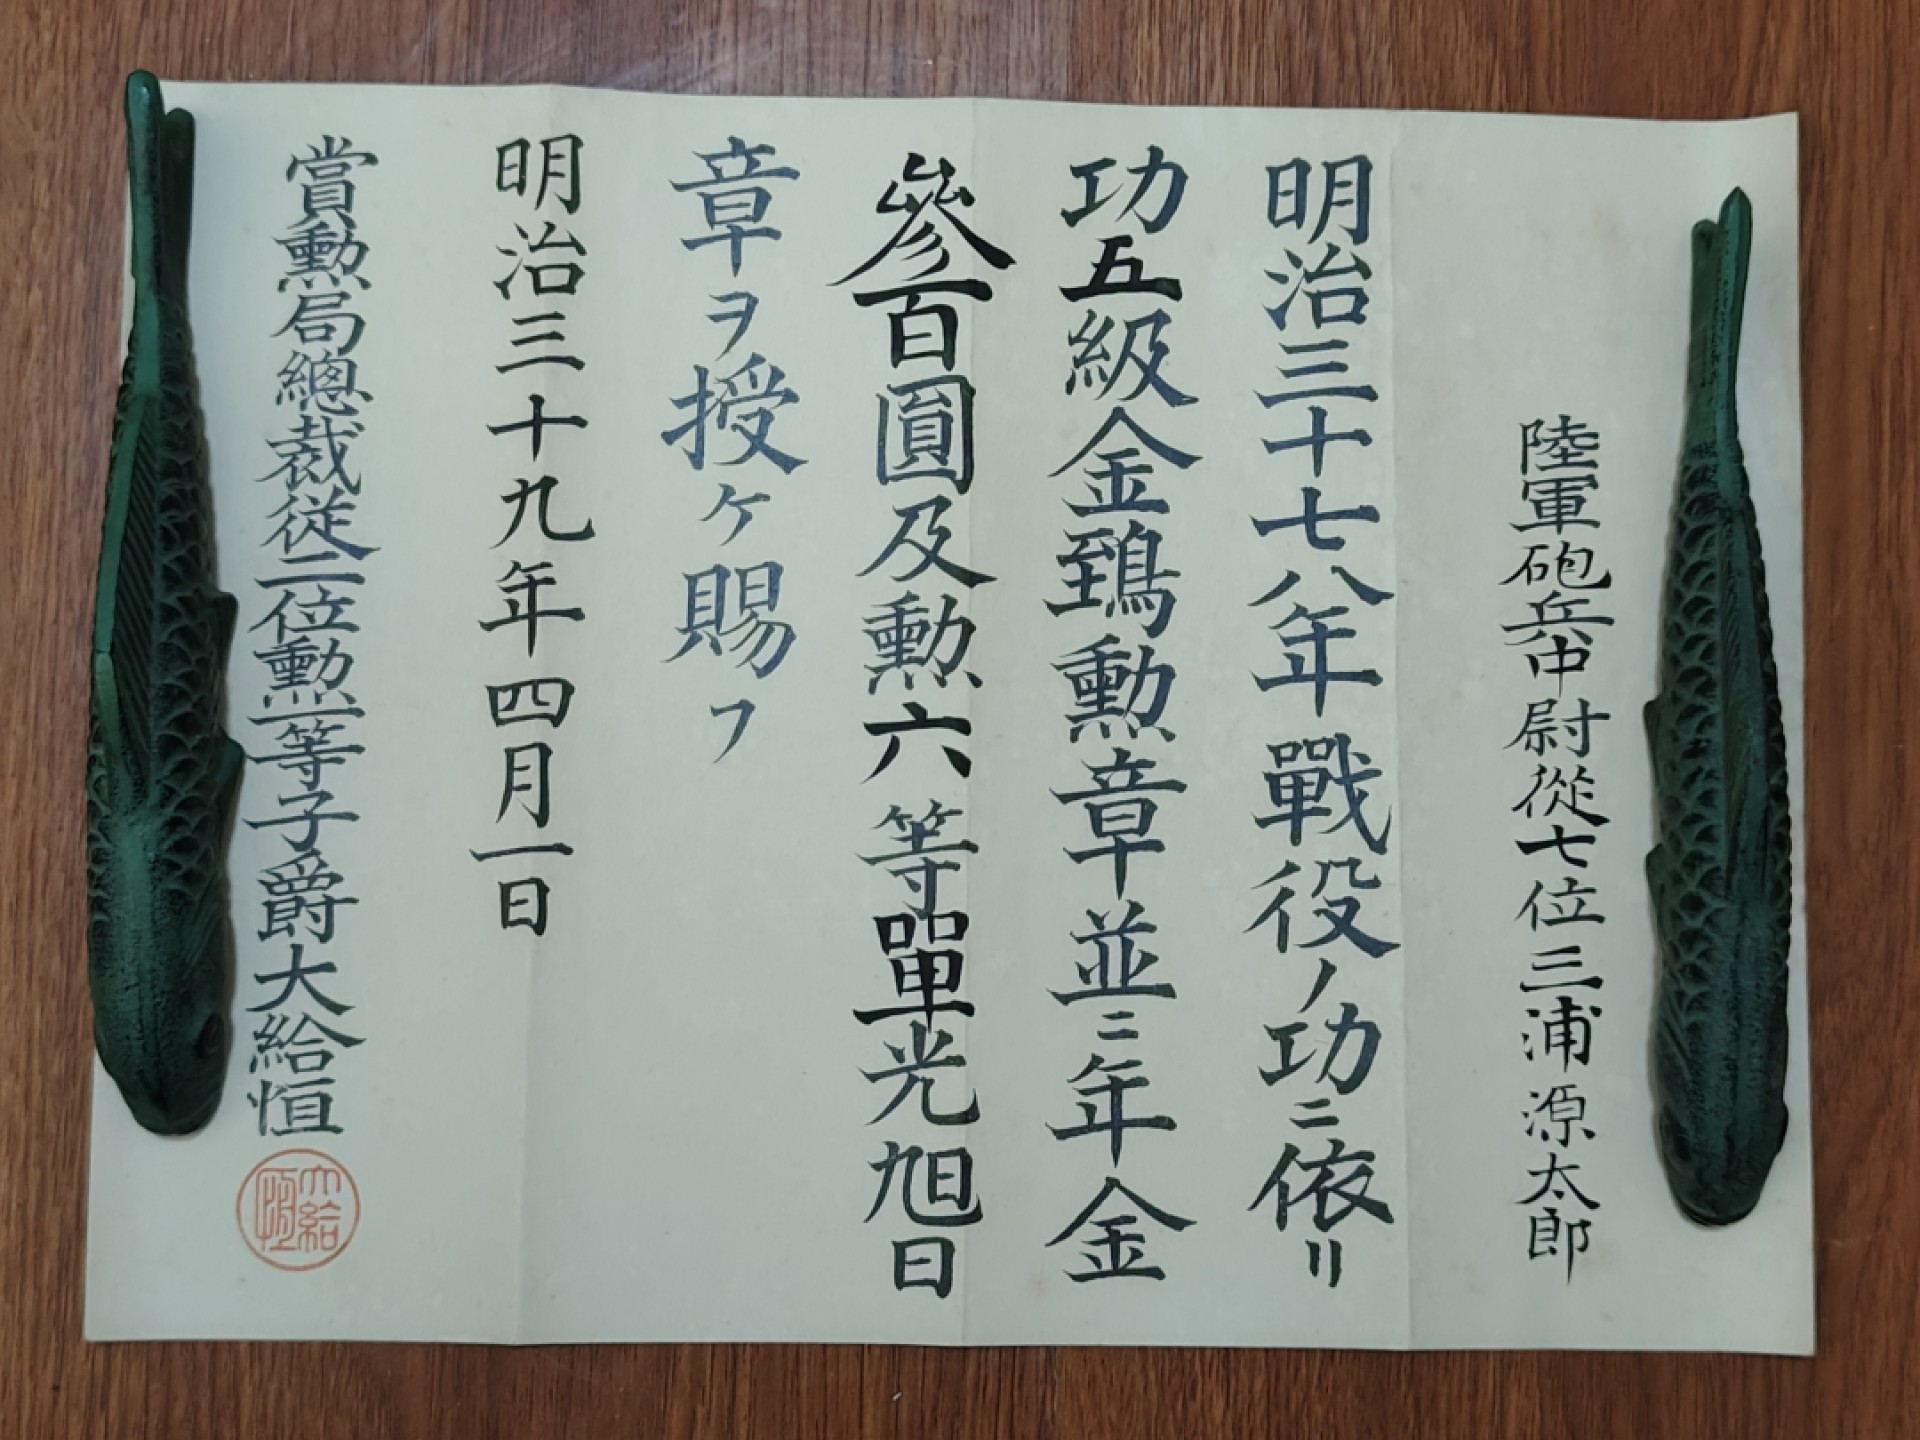 陸軍砲兵中尉從七位三浦源太郎
明治三十七八年戰役ノ功ニ依リ
功五級金鵄勲章並ニ年金
參百圓及勲六等單光旭日
章ヲ授ケ賜フ
明治三十九年四月一日
賞勲局總裁従二位勲一等子爵大給恒
大給恒